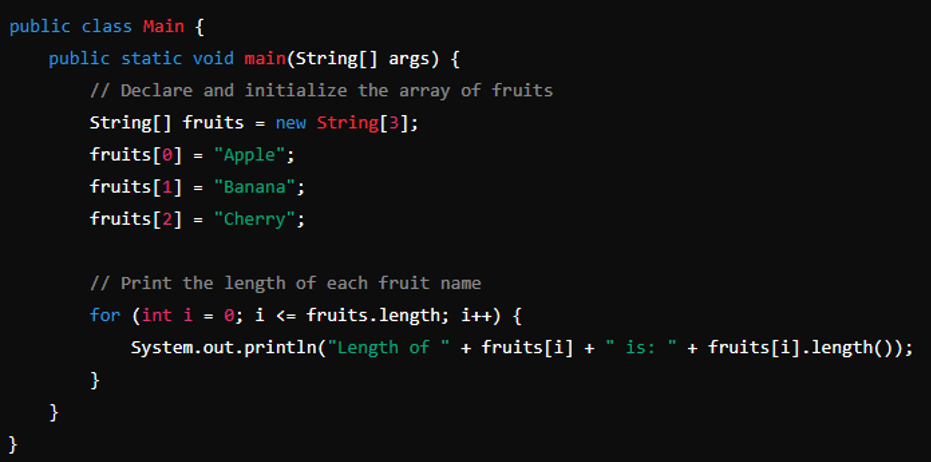 public class Main {
    public static void main(String[] args) {
        // Declare and initialize the array of fruits
        String[] fruits = new String[3];
        fruits[0] = "Apple";
        fruits[1] = "Banana";
        fruits[2] = "Cherry";

        // Print the length of each fruit name
        for (int i = 0; i <= fruits.length; i++) {
            System.out.println("Length of " + fruits[i] + " is: " + fruits[i].length());
        }
    }
}